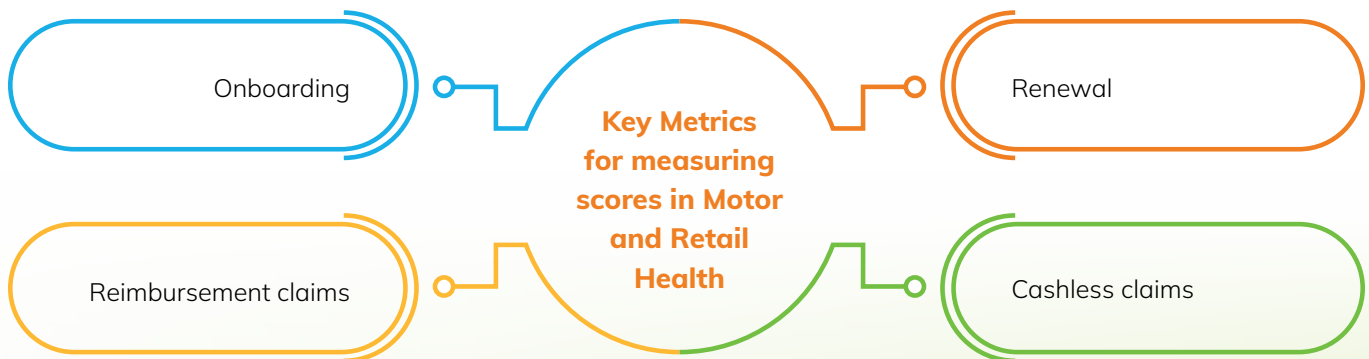 Onboarding
Renewal
Key Metrics
for measuring
scores in Motor
and Retail
Health
Reimbursement claims
Cashless claims